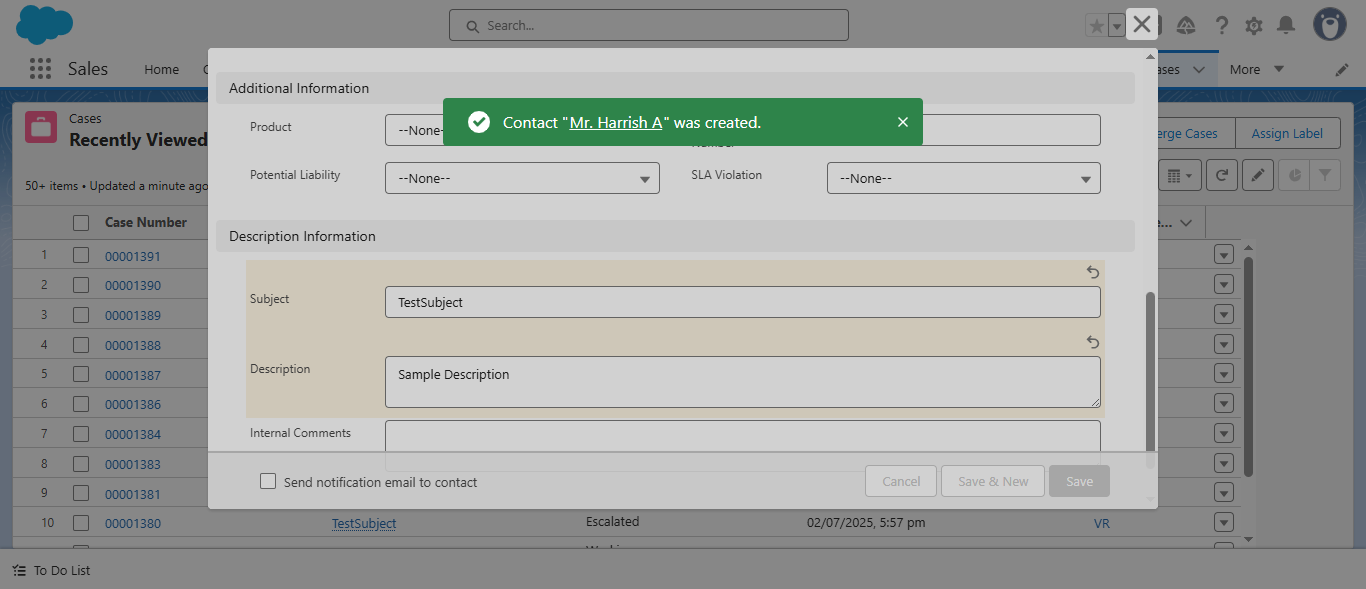 Search...
Sales
Home
ases
More
Cases
Recently Viewed
erge Cases
Assign Label
50+ items • Updated a minute ago
Additional Information
Contact "Mr. Harrish A" was created.
Product
--None-
Number
Potential Liability
--None--
SLA Violation
--None--
Case Number
e...
Description Information
1
00001391
2
00001390
3
00001389
4
00001388
5
00001387
6
00001386
7
00001384
8
00001383
9
00001381
10
00001380
TestSubject
Escalated
02/07/2025, 5:57 pm
VR
Subject
TestSubject
Description
Sample Description
Internal Comments
Send notification email to contact
Cancel
Save & New
Save
To Do List